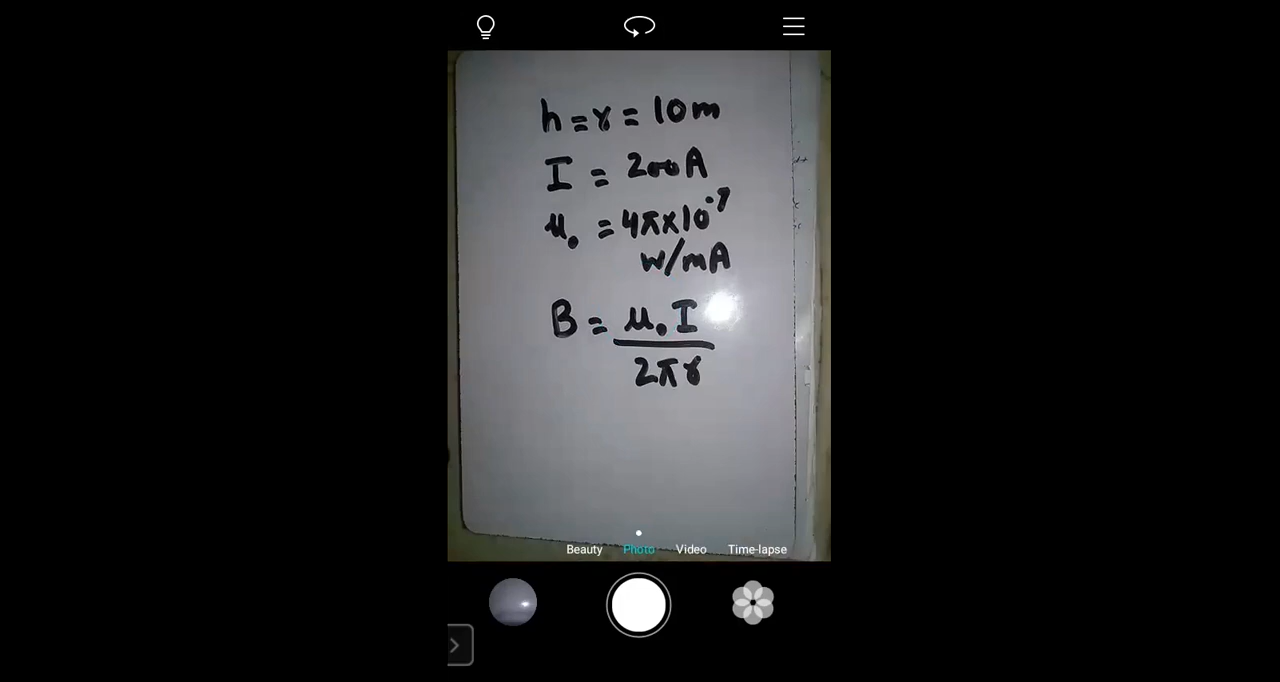 h = r = 10m
I = 200A
μ₀ = 4π×10⁻⁷
W/mA
B = μ₀I
2πr
Beauty Photo Video Time-lapse